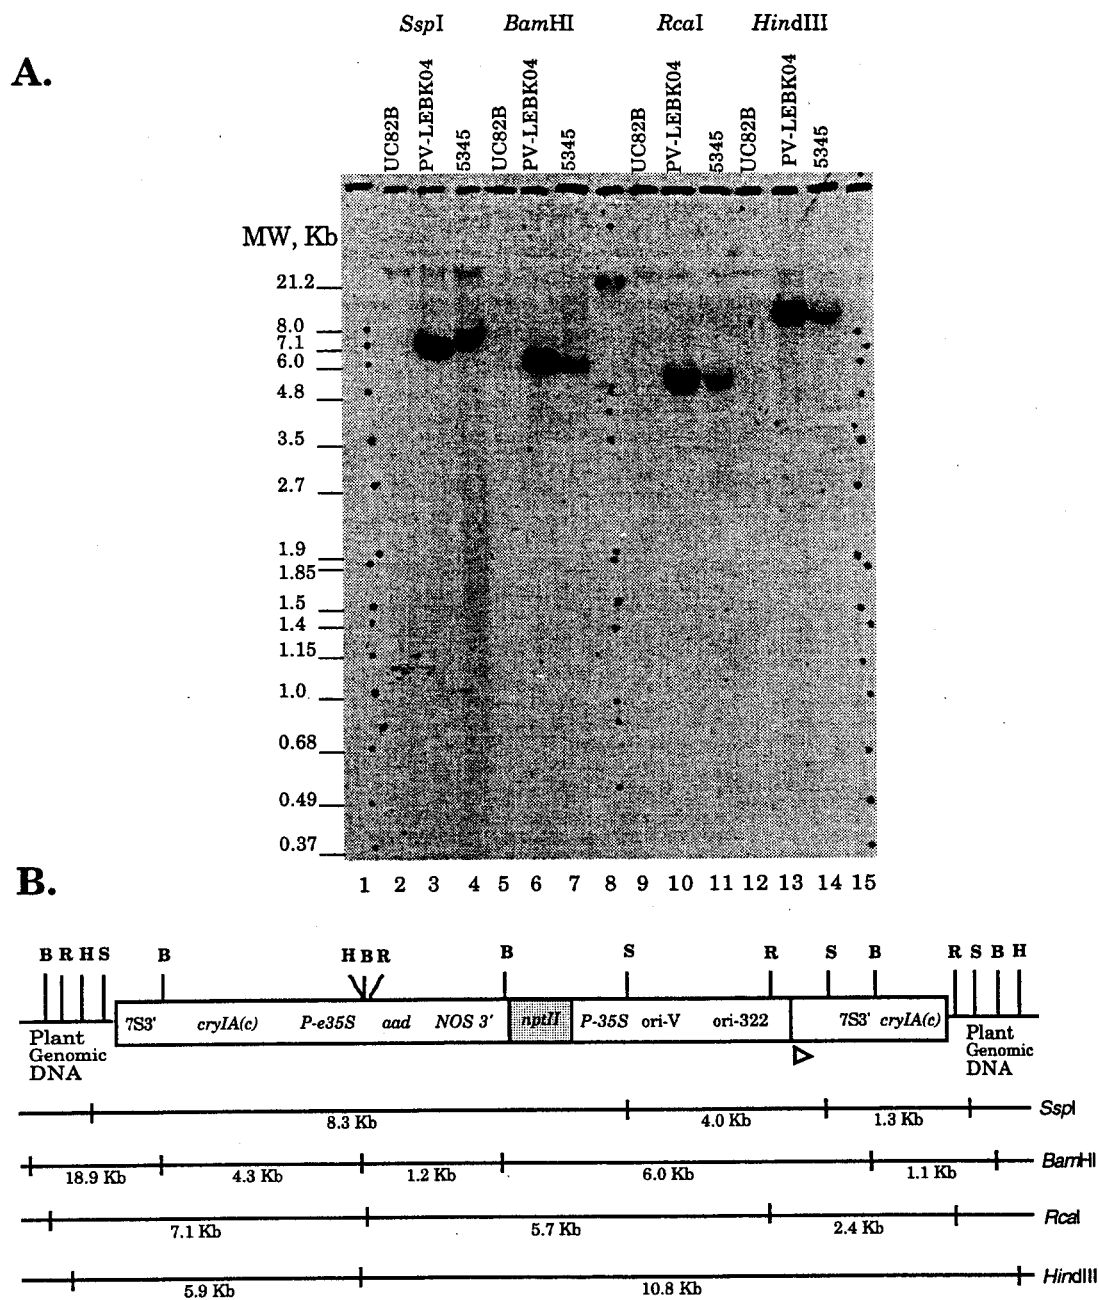 SspI BamHI RcaI HindIII
A.
UC82B PV-LEBK04 5345 UC82B PV-LEBK04 5345 UC82B PV-LEBK04 5345 UC82B PV-LEBK04 5345
MW, Kb
21.2
8.0
7.1
6.0
4.8
3.5
2.7
1.9
1.85
1.5
1.4
1.15
1.0
0.68
0.49
0.37
1 2 3 4 5 6 7 8 9 10 11 12 13 14 15
B.
B R H S B H B R B S R S B R S B H
7S3' cryIA(c) P-e35S aad NOS 3' nptII P-35S ori-V ori-322 7S3' cryIA(c)
Plant Genomic DNA
Plant Genomic DNA
8.3 Kb 4.0 Kb 1.3 Kb SspI
18.9 Kb 4.3 Kb 1.2 Kb 6.0 Kb 1.1 Kb BamHI
7.1 Kb 5.7 Kb 2.4 Kb RcaI
5.9 Kb 10.8 Kb HindIII